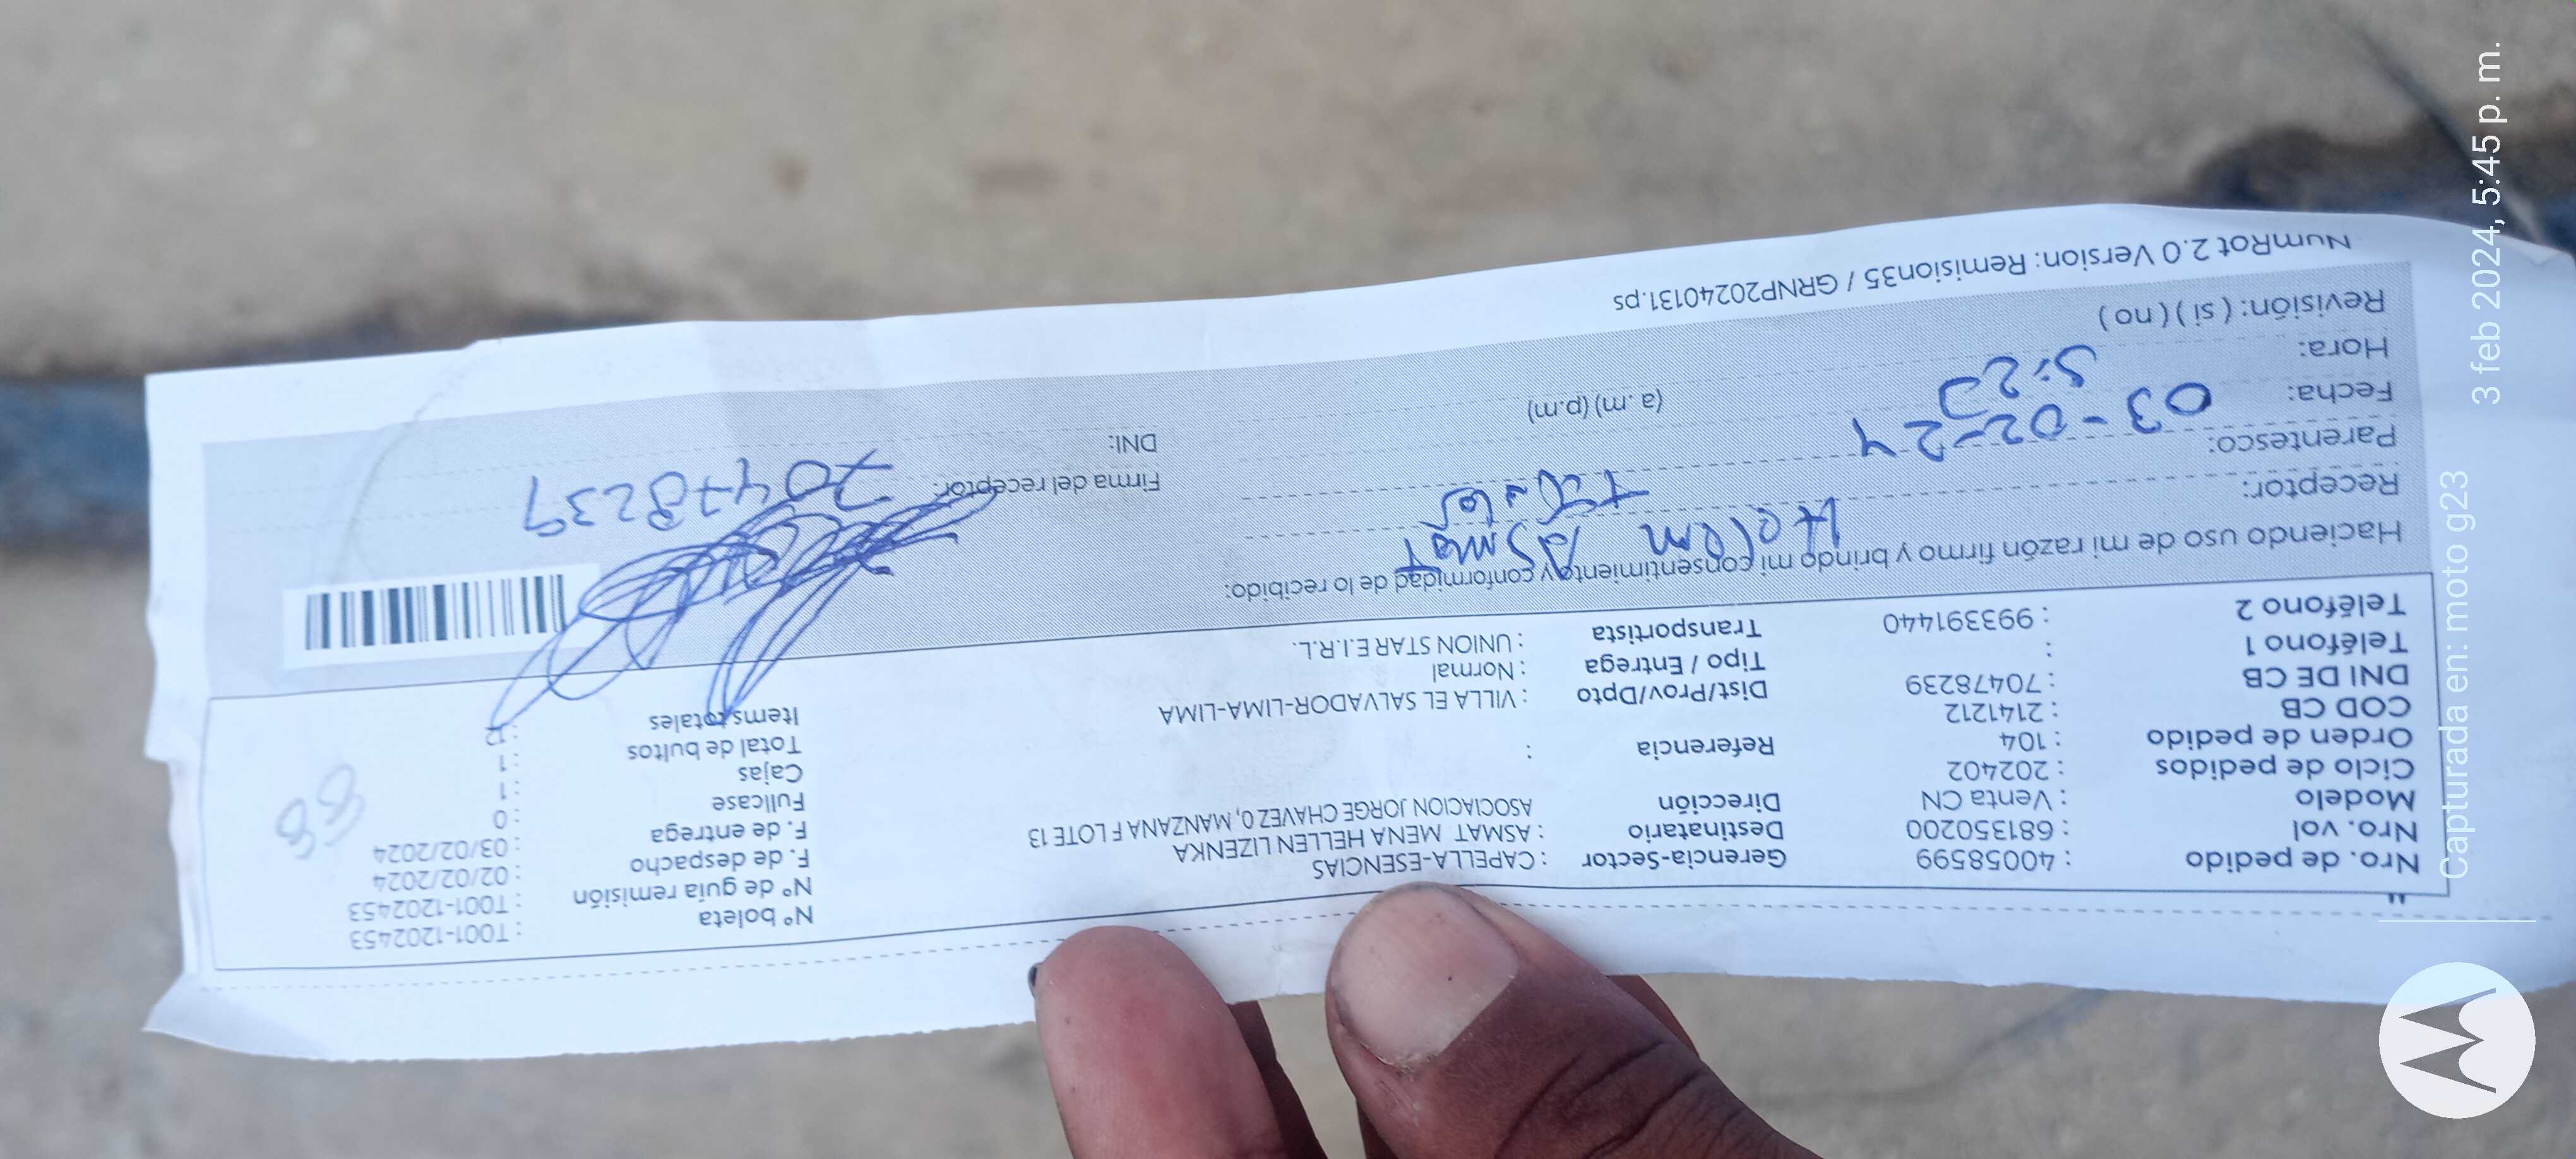 Nº boleta : T001-1202453
Nº de guía remisión : T001-1202453
F. de despacho : 02/02/2024
F. de entrega : 03/02/2024
Fullcase : 0
Cajas : 1
Total de bultos : 1
Items totales : 12
88
Nro. de pedido : 40058599
Nro. vol : 681350200
Modelo : Venta CN
Ciclo de pedidos : 202402
Orden de pedido : 104
COD CB : 2141212
DNI DE CB : 70478239
Teléfono 1 :
Teléfono 2 : 993391440
Gerencia-Sector : CAPELLA-ESENCIAS
Destinatario : ASMAT MENA HELLEN LIZENKA
Dirección ASOCIACION JORGE CHAVEZ 0, MANZANA F LOTE 13
Referencia :
Dist/Prov/Dpto : VILLA EL SALVADOR-LIMA-LIMA
Tipo / Entrega : Normal
Transportista : UNION STAR E.I.R.L.
Haciendo uso de mi razón firmo y brindo mi consentimiento y conformidad de lo recibido:
Receptor: Hellem Asmat
Parentesco:
Fecha: 03-02-24
Hora: (a.m) (p.m)
Revisión: ( si ) ( no )
Firma del receptor:
DNI: 70478239
NumRot 2.0 Version: Remision35 / GRNP20240131.ps
Capturada en: moto g23
3 feb 2024, 5:45 p. m.